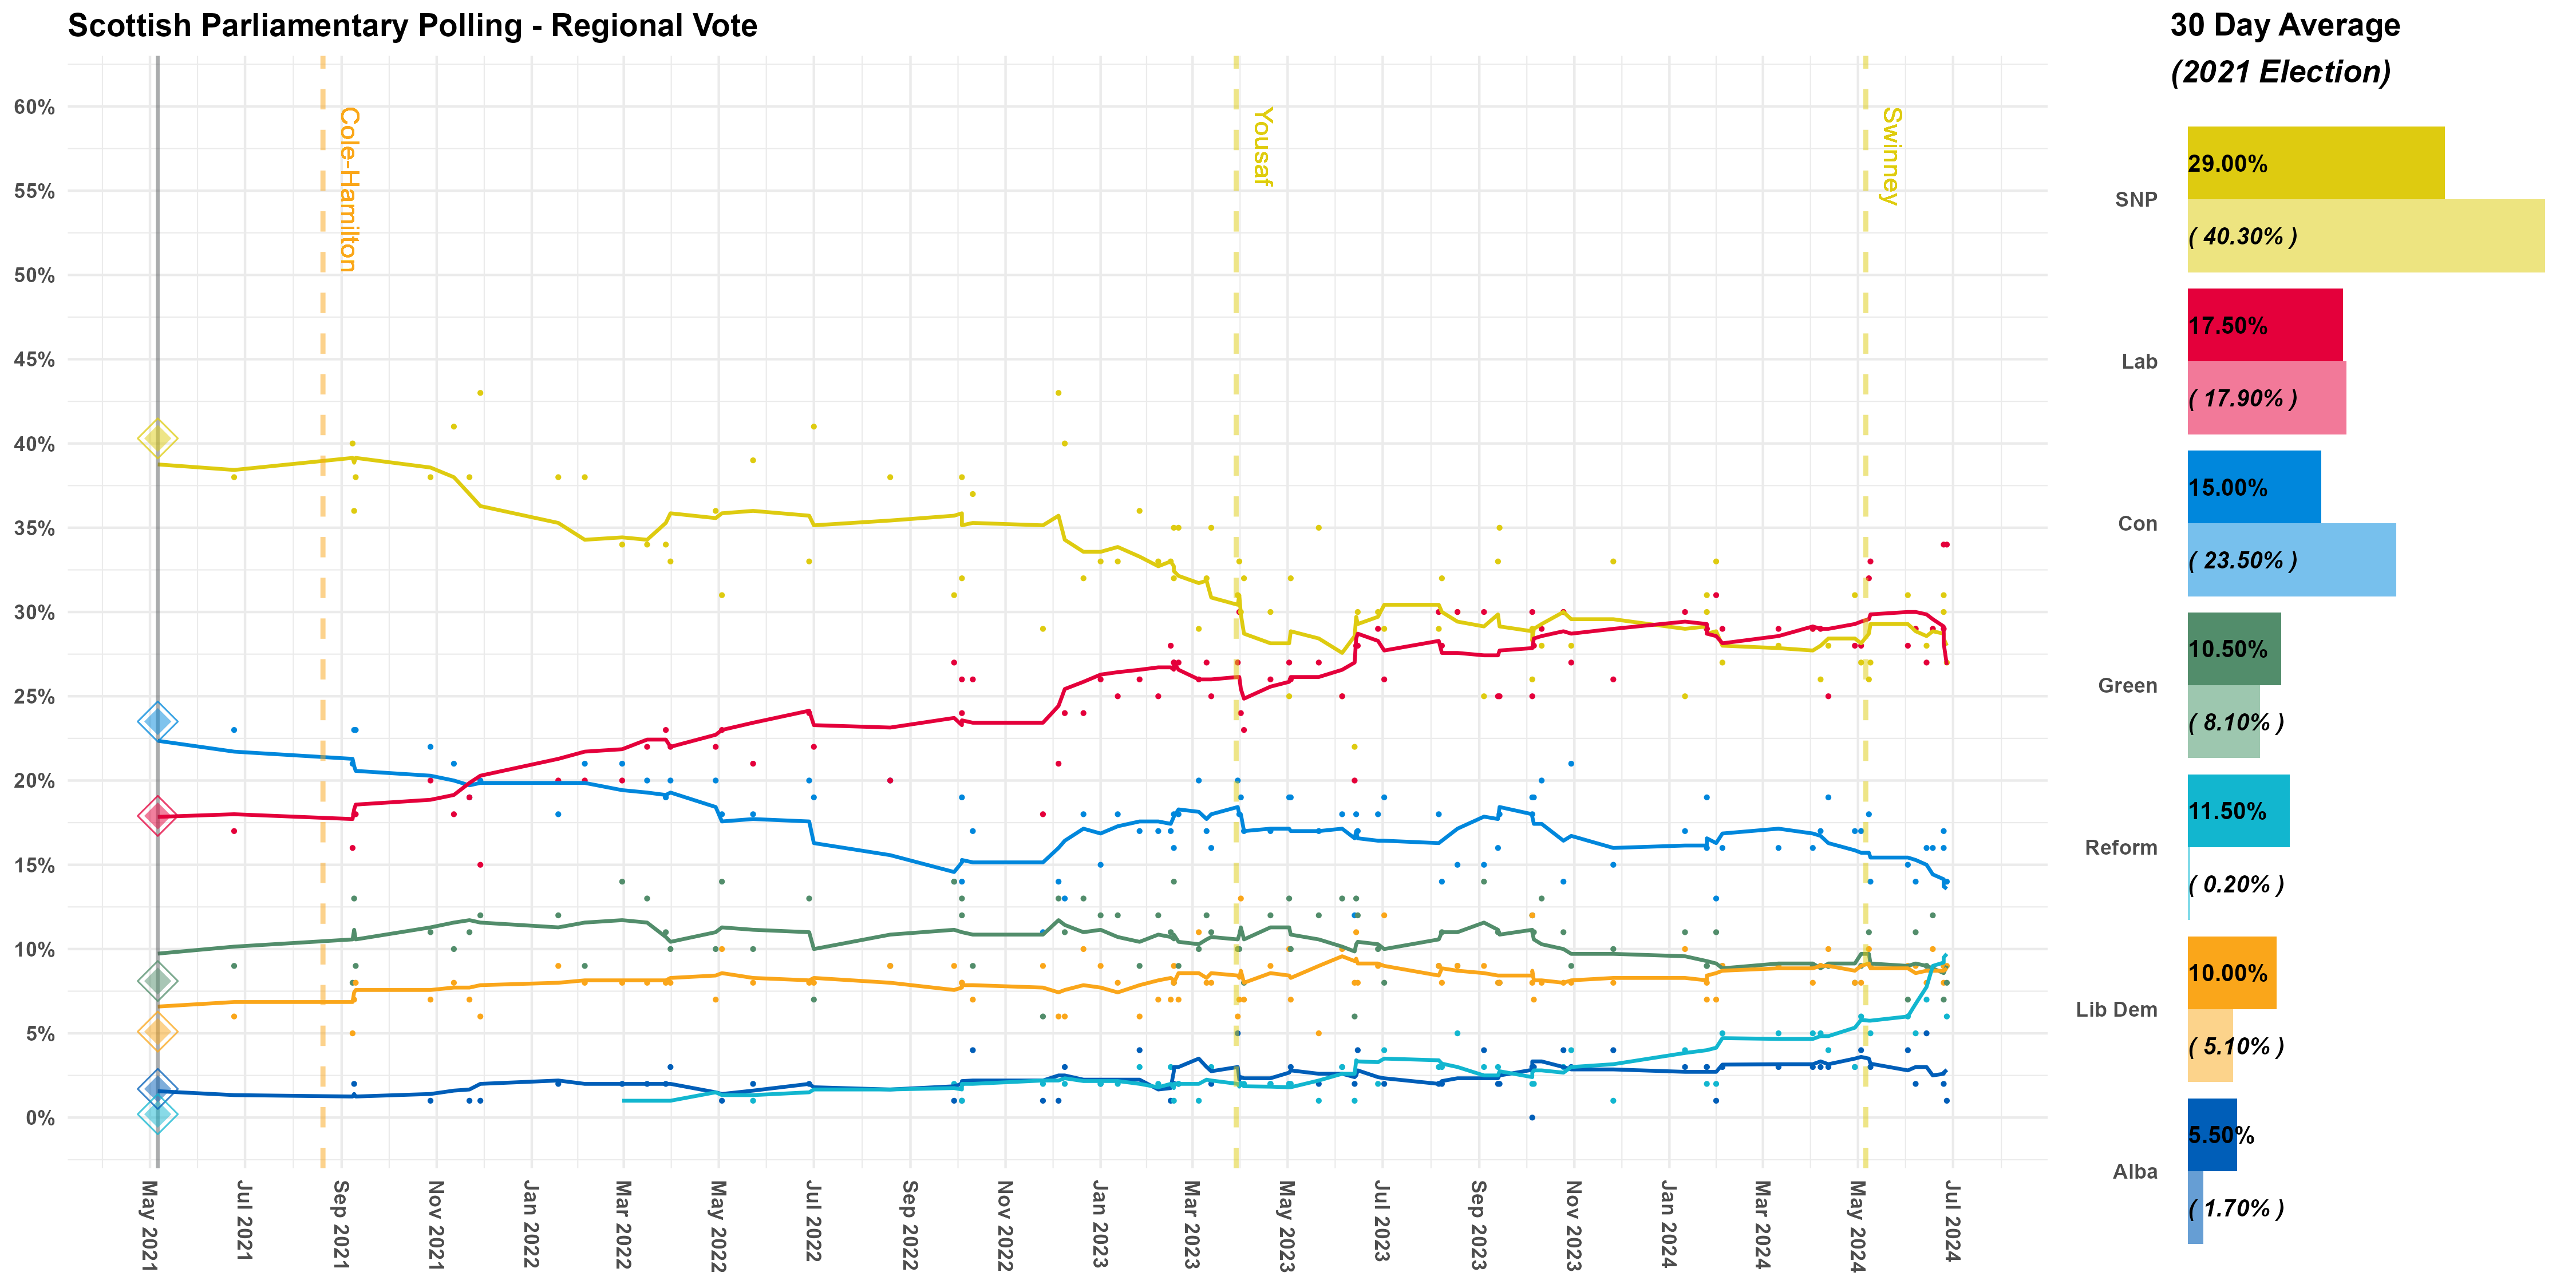 Scottish Parliamentary Polling - Regional Vote
30 Day Average
(2021 Election)
60%
55%
50%
45%
40%
35%
30%
25%
20%
15%
10%
5%
0%
Cole-Hamilton
Yousaf
Swinney
May 2021
Jul 2021
Sep 2021
Nov 2021
Jan 2022
Mar 2022
May 2022
Jul 2022
Sep 2022
Nov 2022
Jan 2023
Mar 2023
May 2023
Jul 2023
Sep 2023
Nov 2023
Jan 2024
Mar 2024
May 2024
Jul 2024
SNP
29.00%
( 40.30% )
Lab
17.50%
( 17.90% )
Con
15.00%
( 23.50% )
Green
10.50%
( 8.10% )
Reform
11.50%
( 0.20% )
Lib Dem
10.00%
( 5.10% )
Alba
5.50%
( 1.70% )